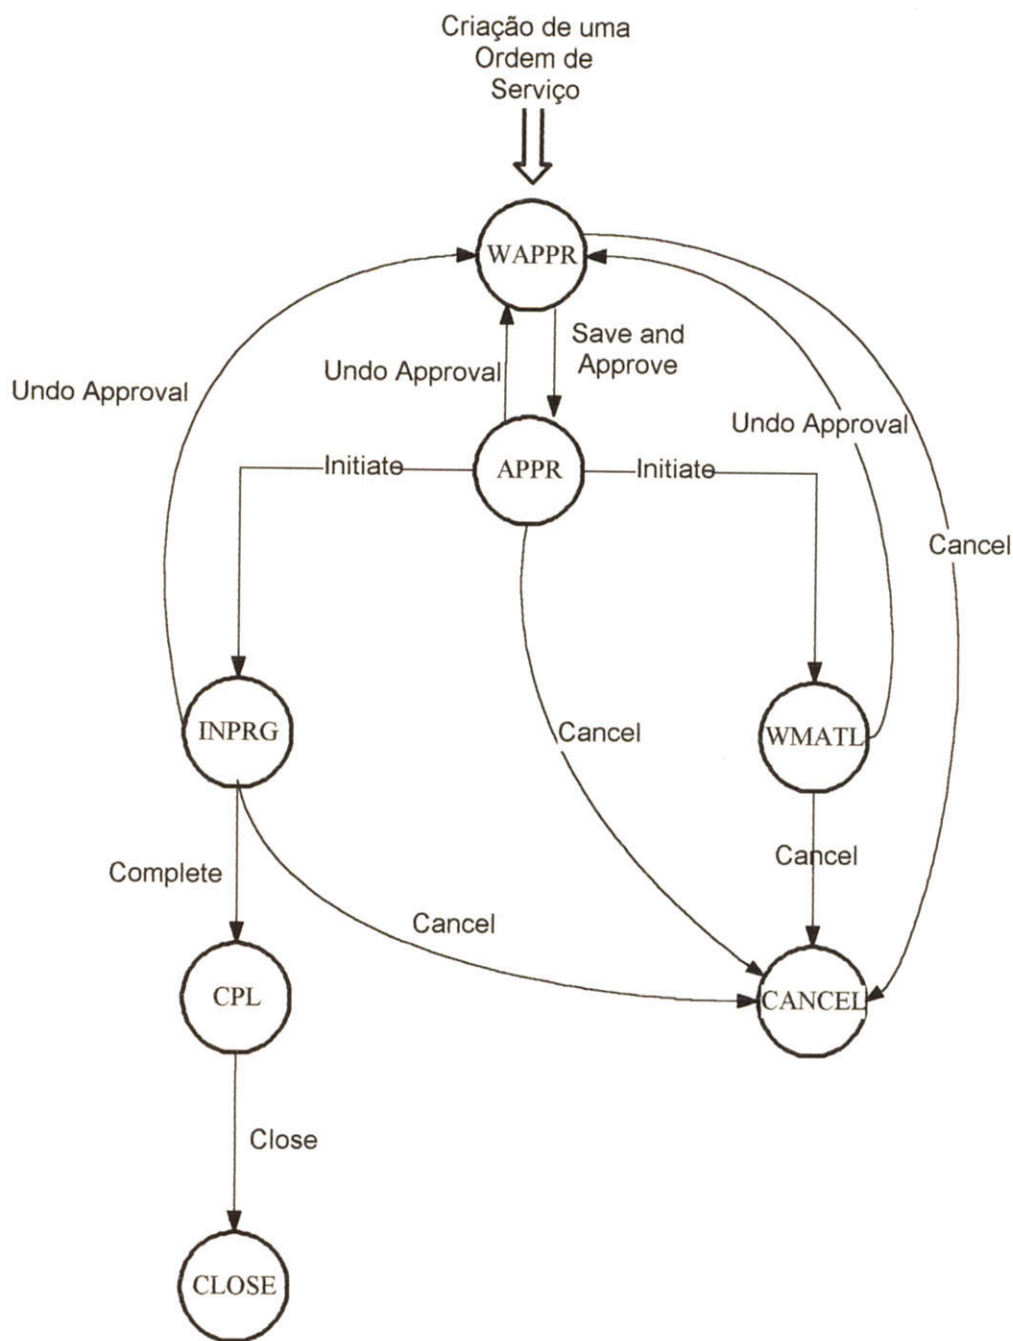 Criação de uma
Ordem de
Serviço
WAPPR
Save and
Approve
Undo Approval
Undo Approval
Undo Approval
Initiate
APPR
Initiate
Cancel
INPRG
Cancel
WMATL
Complete
Cancel
Cancel
CPL
CANCEL
Close
CLOSE